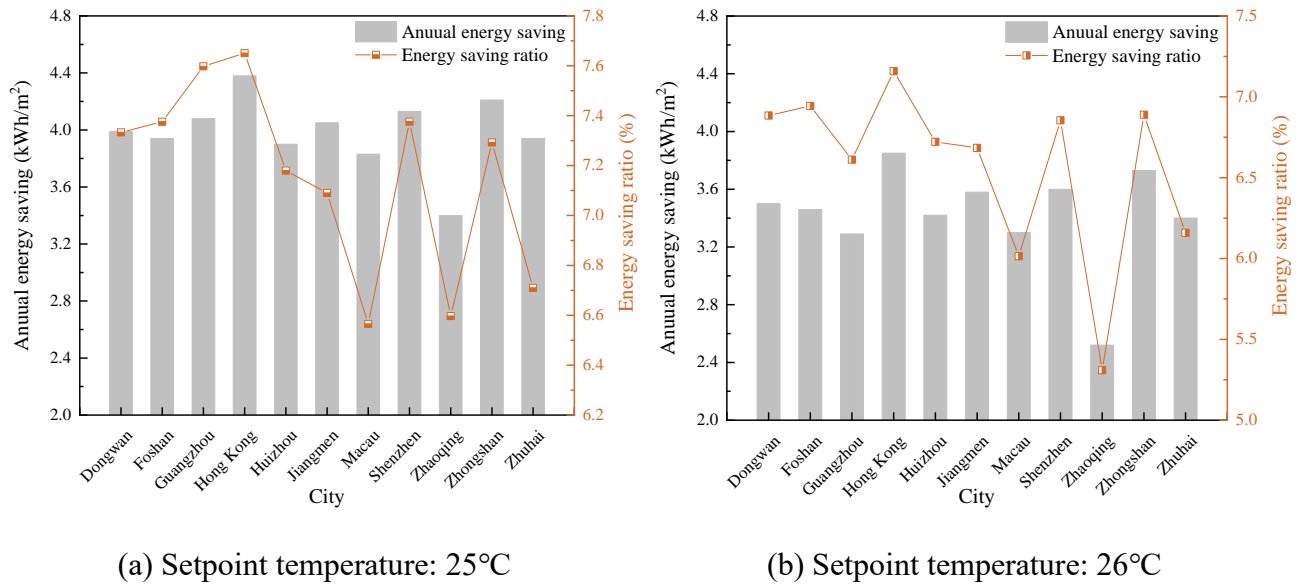 Anuual energy saving
Energy saving ratio
Anuual energy saving (kWh/m²)
4.8
4.4
4.0
3.6
3.2
2.8
2.4
2.0
7.8
7.6
7.4
7.2
7.0
6.8
6.6
6.4
6.2
Energy saving ratio (%)
Dongwan
Foshan
Guangzhou
Hong Kong
Huizhou
Jiangmen
Macau
Shenzhen
Zhaoqing
Zhongshan
Zhuhai
City
(a) Setpoint temperature: 25°C
Anuual energy saving
Energy saving ratio
Anuual energy saving (kWh/m²)
4.8
4.4
4.0
3.6
3.2
2.8
2.4
2.0
7.5
7.0
6.5
6.0
5.5
5.0
Energy saving ratio (%)
Dongwan
Foshan
Guangzhou
Hong Kong
Huizhou
Jiangmen
Macau
Shenzhen
Zhaoqing
Zhongshan
Zhuhai
City
(b) Setpoint temperature: 26°C